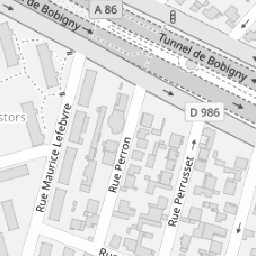 A 86
de Bobigny
Tunnel de Bobigny
D 986
stors
Rue Maurice Lefebvre
Rue Perron
Rue Perrusset